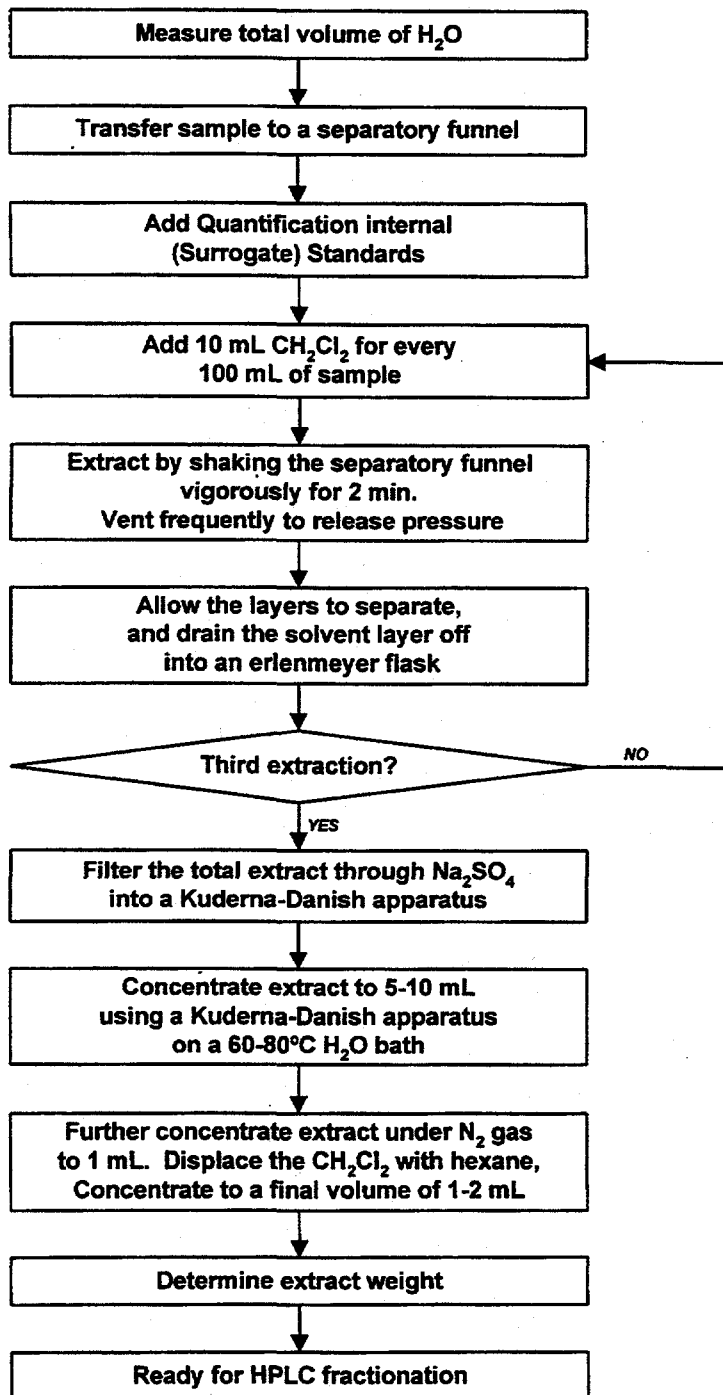 Measure total volume of H₂O
Transfer sample to a separatory funnel
Add Quantification internal
(Surrogate) Standards
Add 10 mL CH₂Cl₂ for every
100 mL of sample
Extract by shaking the separatory funnel
vigorously for 2 min.
Vent frequently to release pressure
Allow the layers to separate,
and drain the solvent layer off
into an erlenmeyer flask
Third extraction?
NO
YES
Filter the total extract through Na₂SO₄
into a Kuderna-Danish apparatus
Concentrate extract to 5-10 mL
using a Kuderna-Danish apparatus
on a 60-80ºC H₂O bath
Further concentrate extract under N₂ gas
to 1 mL. Displace the CH₂Cl₂ with hexane,
Concentrate to a final volume of 1-2 mL
Determine extract weight
Ready for HPLC fractionation